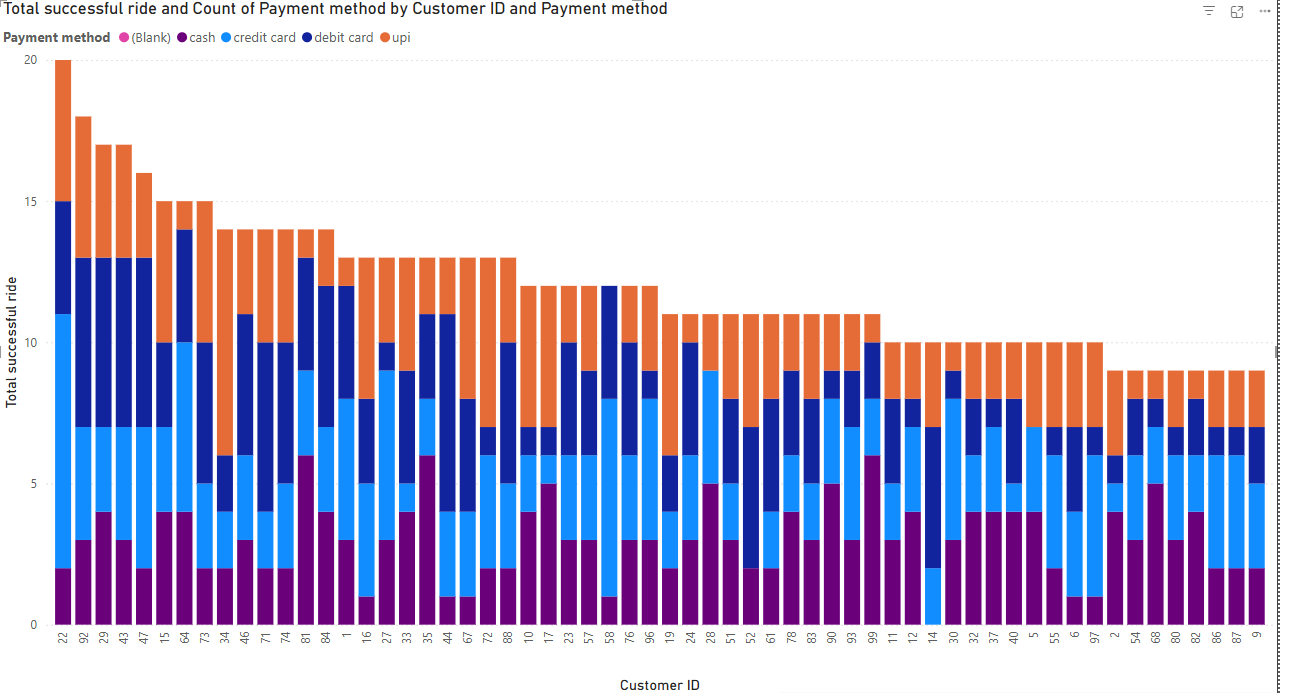 Total successful ride and Count of Payment method by Customer ID and Payment method
Payment method (Blank) cash credit card debit card upi
20
15
10
5
0
Total successful ride
22 92 29 43 47 15 64 73 34 46 71 74 81 84 1 16 27 33 35 44 67 72 88 10 17 23 57 58 76 96 19 24 28 51 52 61 78 83 90 93 99 11 12 14 30 32 37 40 5 55 6 97 2 54 68 80 82 86 87 9
Customer ID